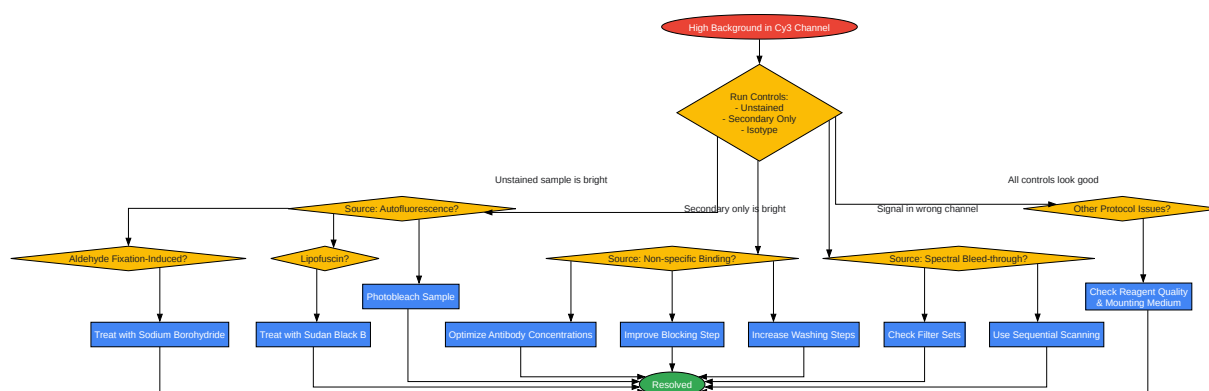 High Background in Cy3 Channel
Run Controls:
- Unstained
- Secondary Only
- Isotype
Unstained sample is bright
All controls look good
Source: Autofluorescence?
Secondary only is bright
Signal in wrong channel
Other Protocol Issues?
Aldehyde Fixation-Induced?
Lipofuscin?
Source: Non-specific Binding?
Source: Spectral Bleed-through?
Photobleach Sample
Check Reagent Quality
& Mounting Medium
Treat with Sodium Borohydride
Treat with Sudan Black B
Optimize Antibody Concentrations
Improve Blocking Step
Increase Washing Steps
Check Filter Sets
Use Sequential Scanning
Resolved